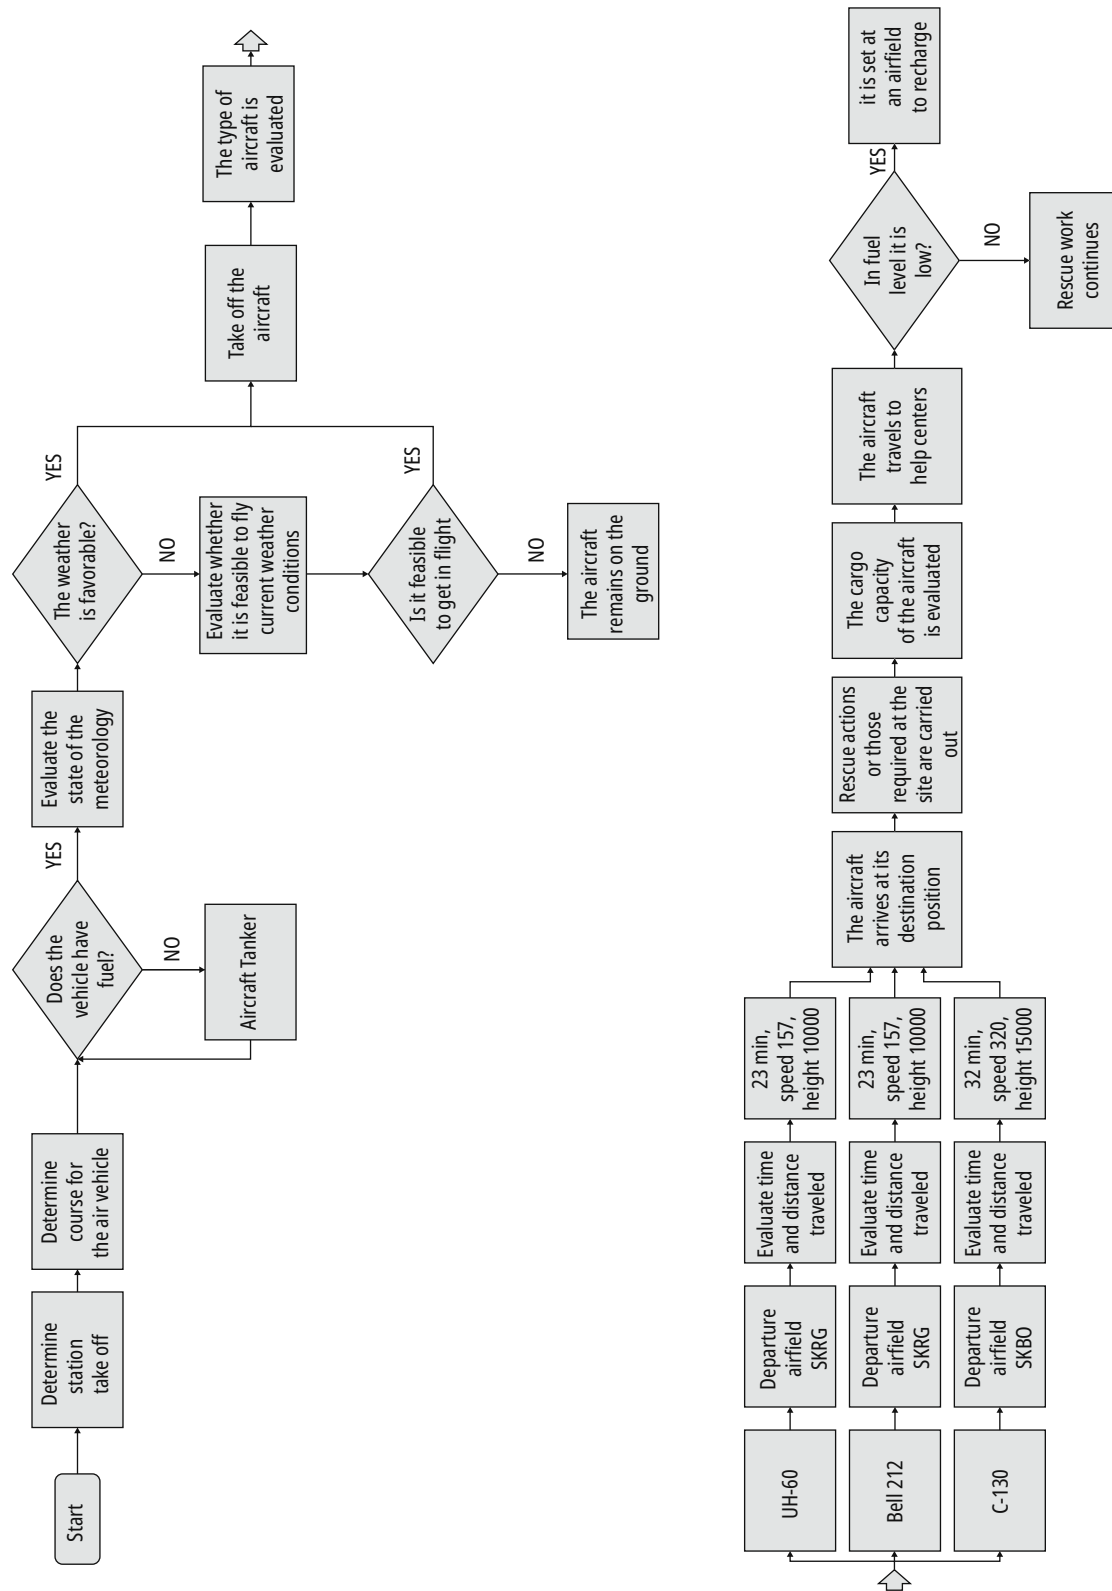 Start
Determine
station
take off
Determine
course for
the air vehicle
Does the
vehicle have
fuel?
NO
Aircraft Tanker
YES
Evaluate the
state of the
meteorology
The weather
is favorable?
YES
NO
Evaluate whether
it is feasible to fly
current weather
conditions
Is it feasible
to get in flight
YES
NO
The aircraft
remains on the
ground
Take off the
aircraft
The type of
aircraft is
evaluated
UH-60
Departure
airfield
SKRG
Evaluate time
and distance
traveled
23 min,
speed 157,
height 10000
Bell 212
Departure
airfield
SKRG
Evaluate time
and distance
traveled
23 min,
speed 157,
height 10000
C-130
Departure
airfield
SKBO
Evaluate time
and distance
traveled
32 min,
speed 320,
height 15000
The aircraft
arrives at its
destination
position
Rescue actions
or those
required at the
site are carried
out
The cargo
capacity
of the aircraft
is evaluated
The aircraft
travels to
help centers
In fuel
level it is
low?
YES
it is set at
an airfield
to recharge
NO
Rescue work
continues